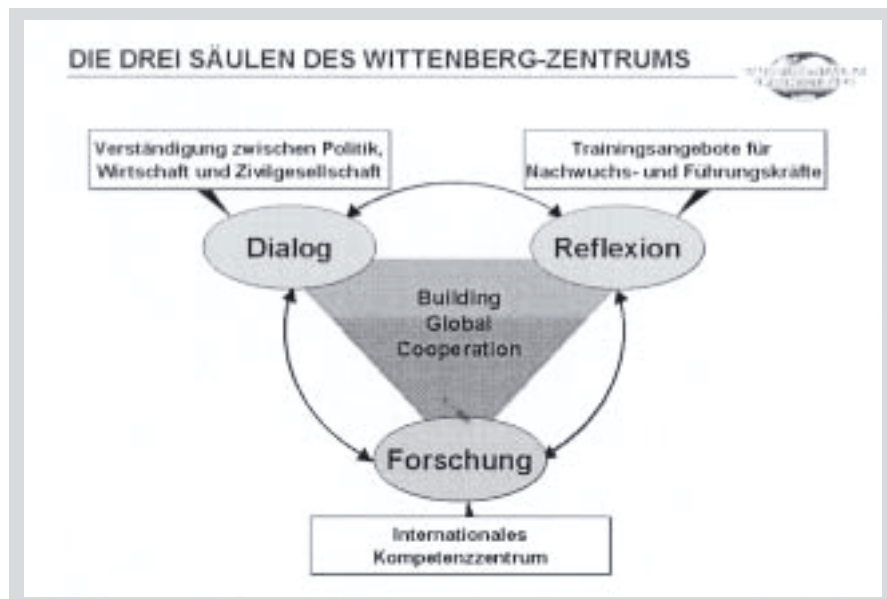 DIE DREI SÄULEN DES WITTENBERG-ZENTRUMS
Verständigung zwischen Politik,
Wirtschaft und Zivilgesellschaft
Trainingsangebote für
Nachwuchs- und Führungskräfte
Dialog
Reflexion
Building
Global
Cooperation
Forschung
Internationales
Kompetenzzentrum